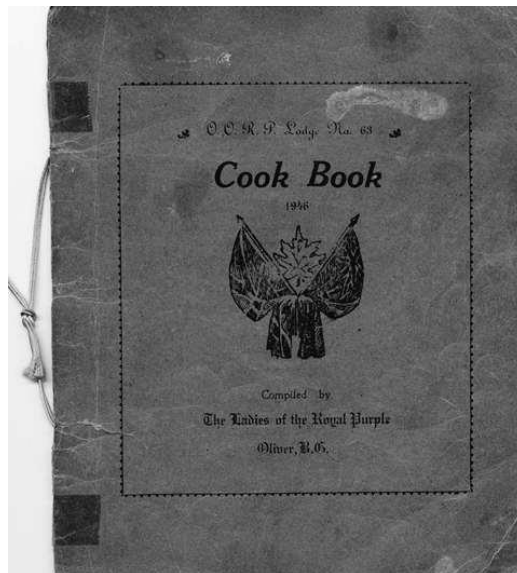 O. O. R. P. Lodge No. 63
Cook Book
1946
Compiled by
The Ladies of the Royal Purple
Oliver, B.C.